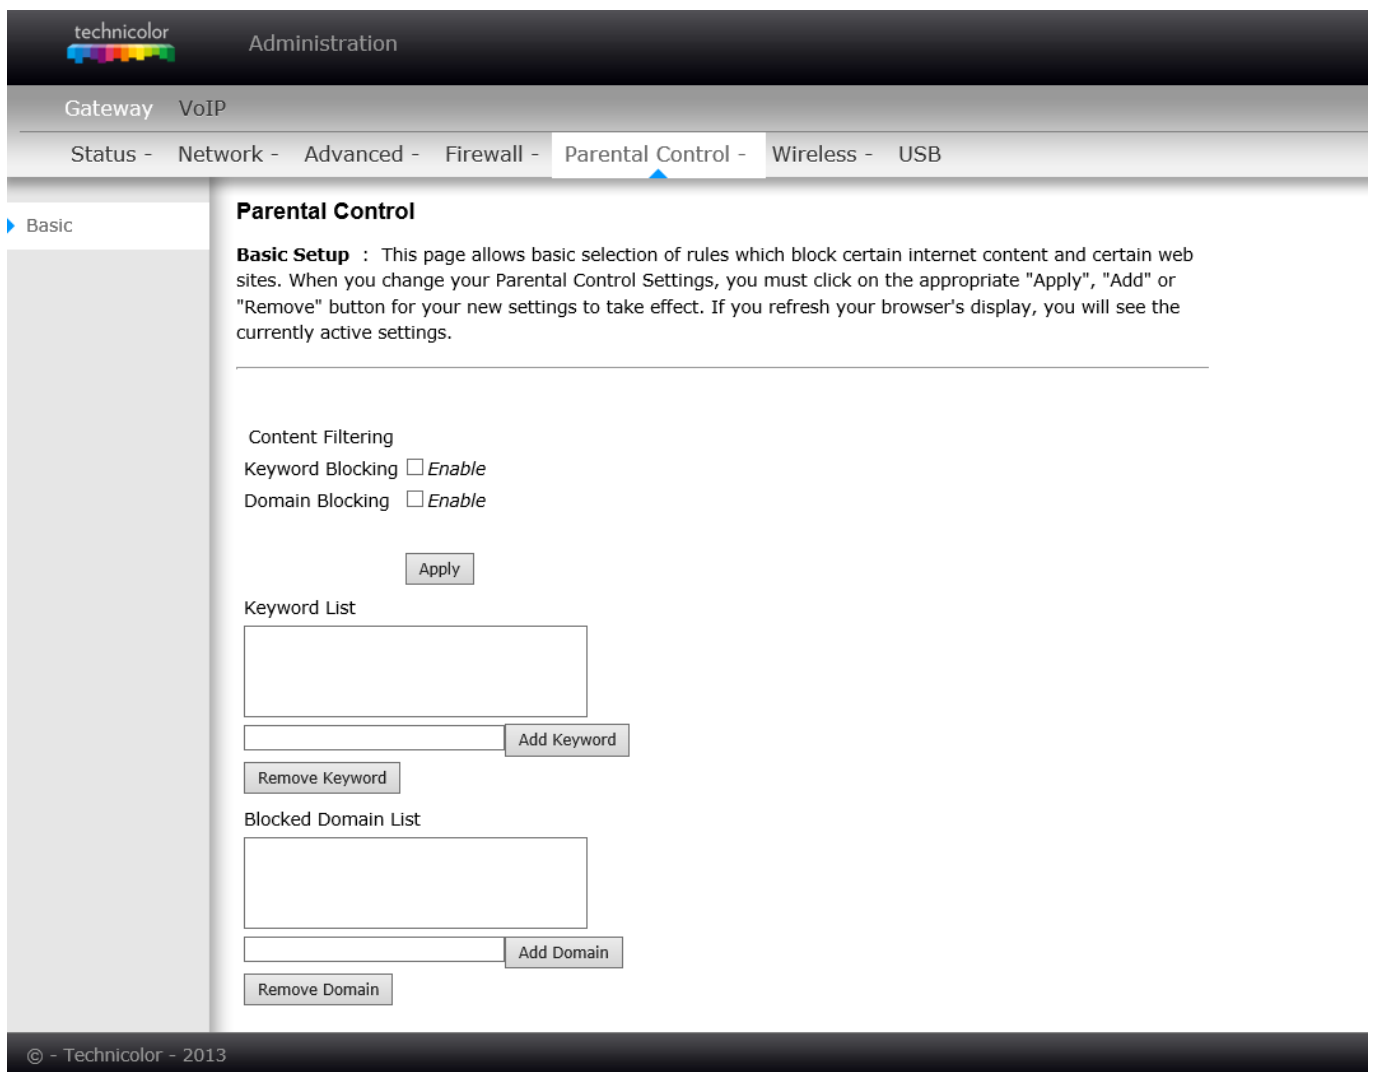 technicolor
Administration
Gateway VoIP
Status - Network - Advanced - Firewall - Parental Control - Wireless - USB
Basic
Parental Control
Basic Setup : This page allows basic selection of rules which block certain internet content and certain web
sites. When you change your Parental Control Settings, you must click on the appropriate "Apply", "Add" or
"Remove" button for your new settings to take effect. If you refresh your browser's display, you will see the
currently active settings.
Content Filtering
Keyword Blocking Enable
Domain Blocking Enable
Apply
Keyword List
Add Keyword
Remove Keyword
Blocked Domain List
Add Domain
Remove Domain
© - Technicolor - 2013